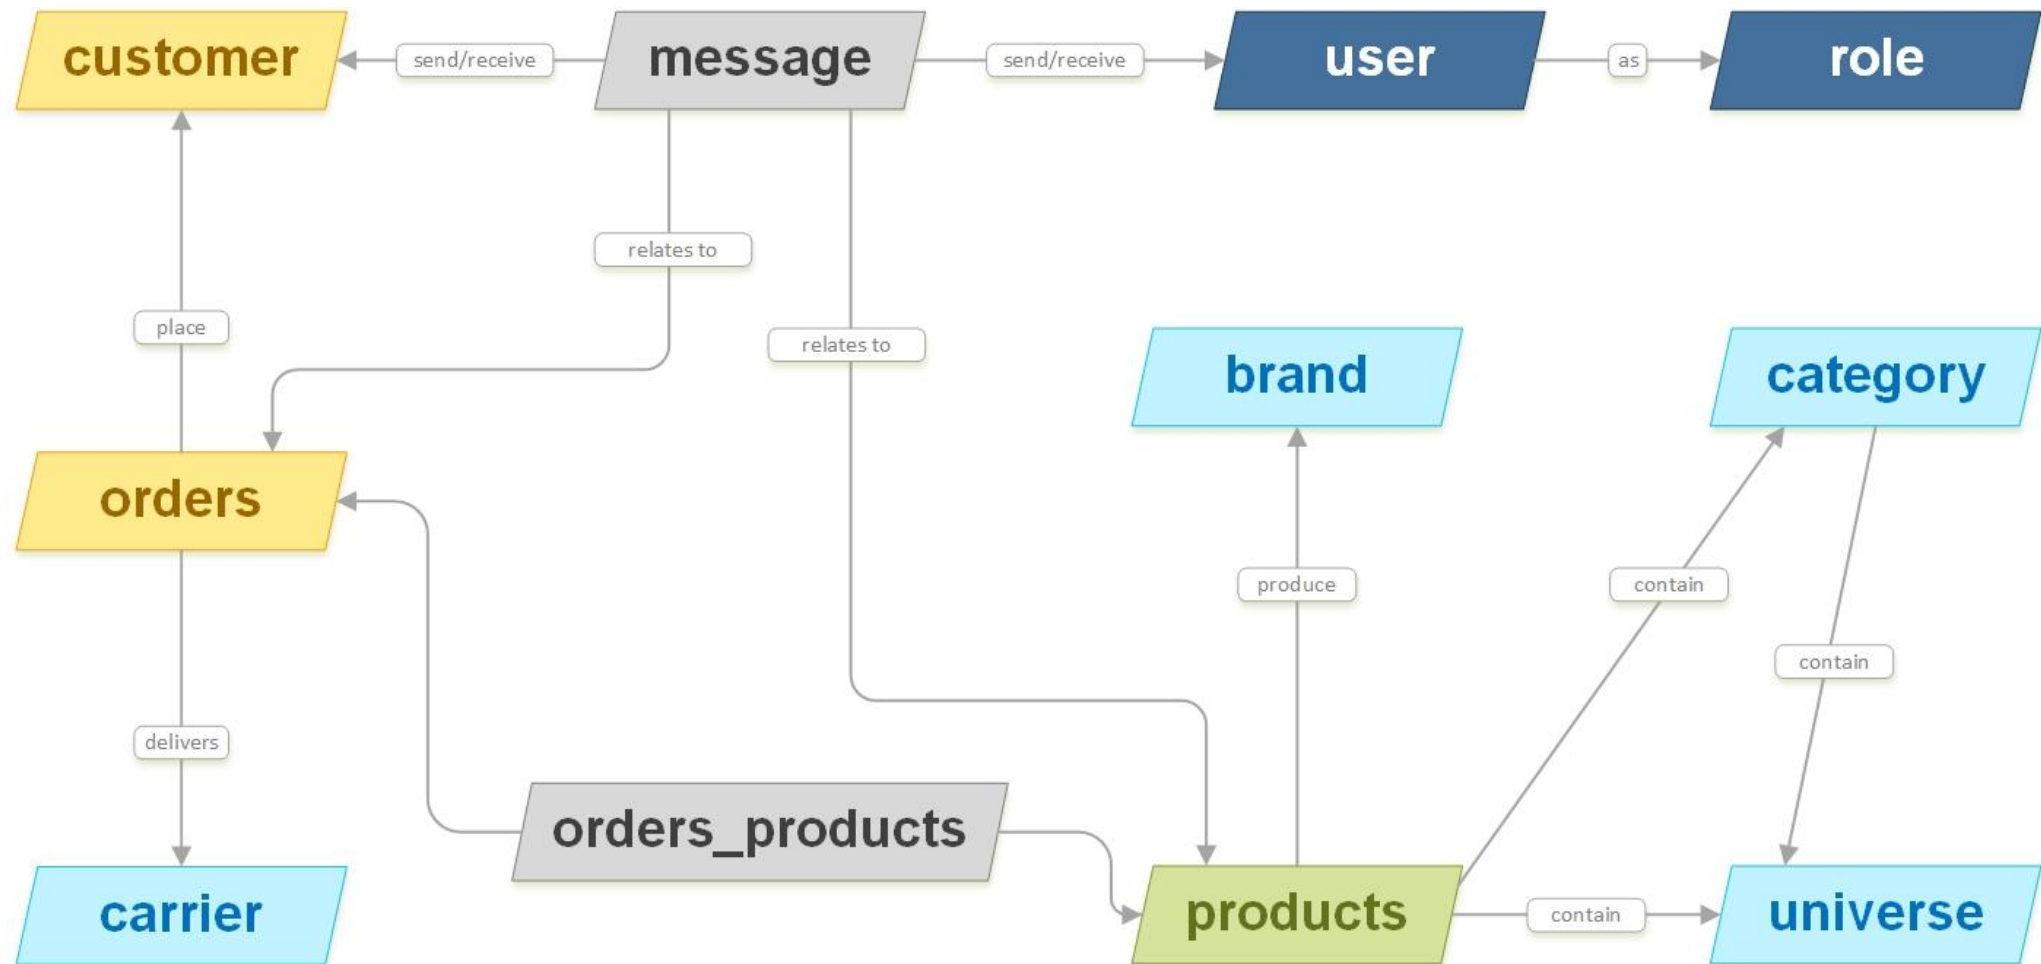 customer
send/receive
message
send/receive
user
as
role
relates to
place
relates to
brand
category
orders
produce
contain
contain
delivers
orders_products
carrier
products
contain
universe